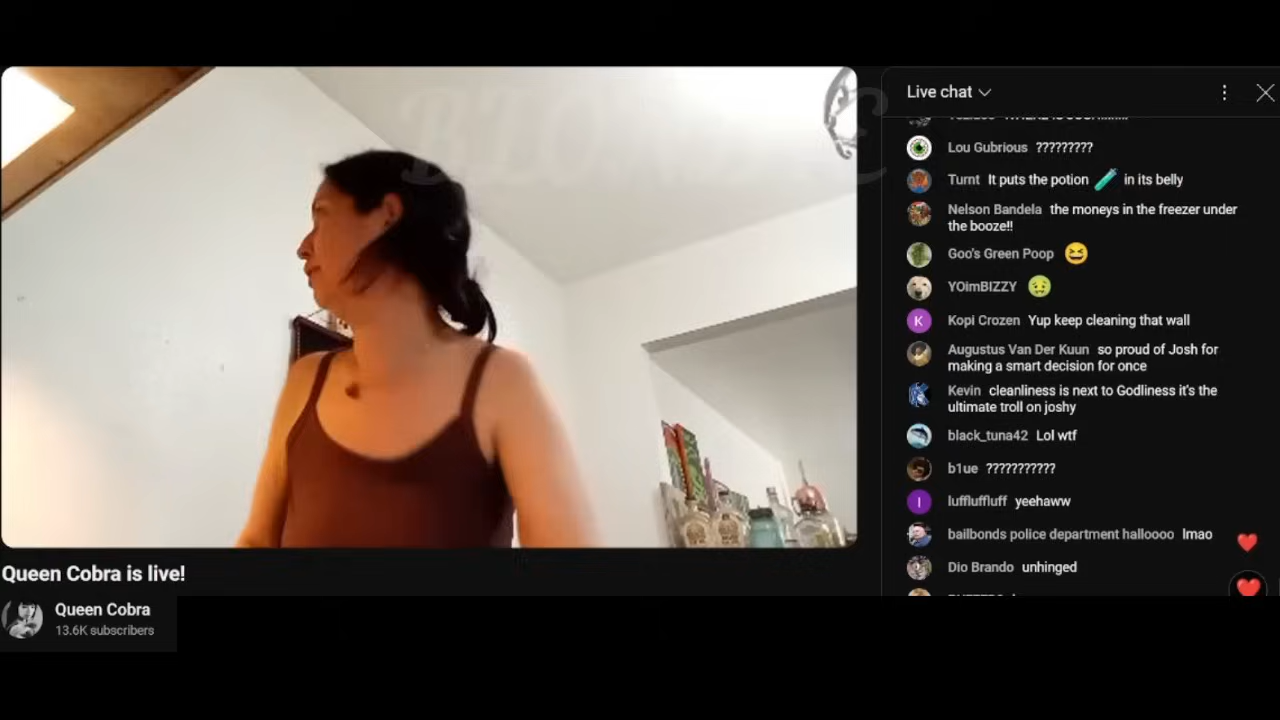 Live chat
Lou Gubrious ?????????
Turnt It puts the potion in its belly
Nelson Bandela the moneys in the freezer under
the booze!!
Goo's Green Poop
YOimBIZZY
K
Kopi Crozen Yup keep cleaning that wall
Augustus Van Der Kuun so proud of Josh for
making a smart decision for once
Kevin cleanliness is next to Godliness it's the
ultimate troll on joshy
black_tuna42 Lol wtf
b1ue ???????????
I
luffluffluff yeehaww
bailbonds police department halloooo lmao
Dio Brando unhinged
Queen Cobra is live!
Queen Cobra
13.6K subscribers